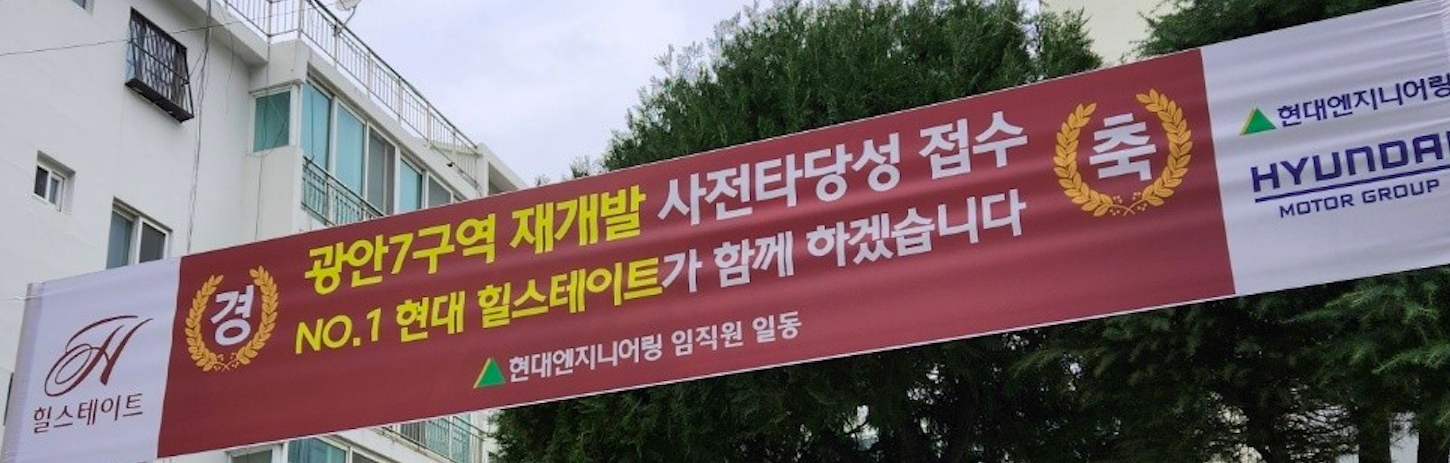 힐스테이트
경
광안7구역 재개발 사전타당성 접수
NO.1 현대 힐스테이트가 함께 하겠습니다
현대엔지니어링 임직원 일동
축
현대엔지니어링
HYUNDAI
MOTOR GROUP